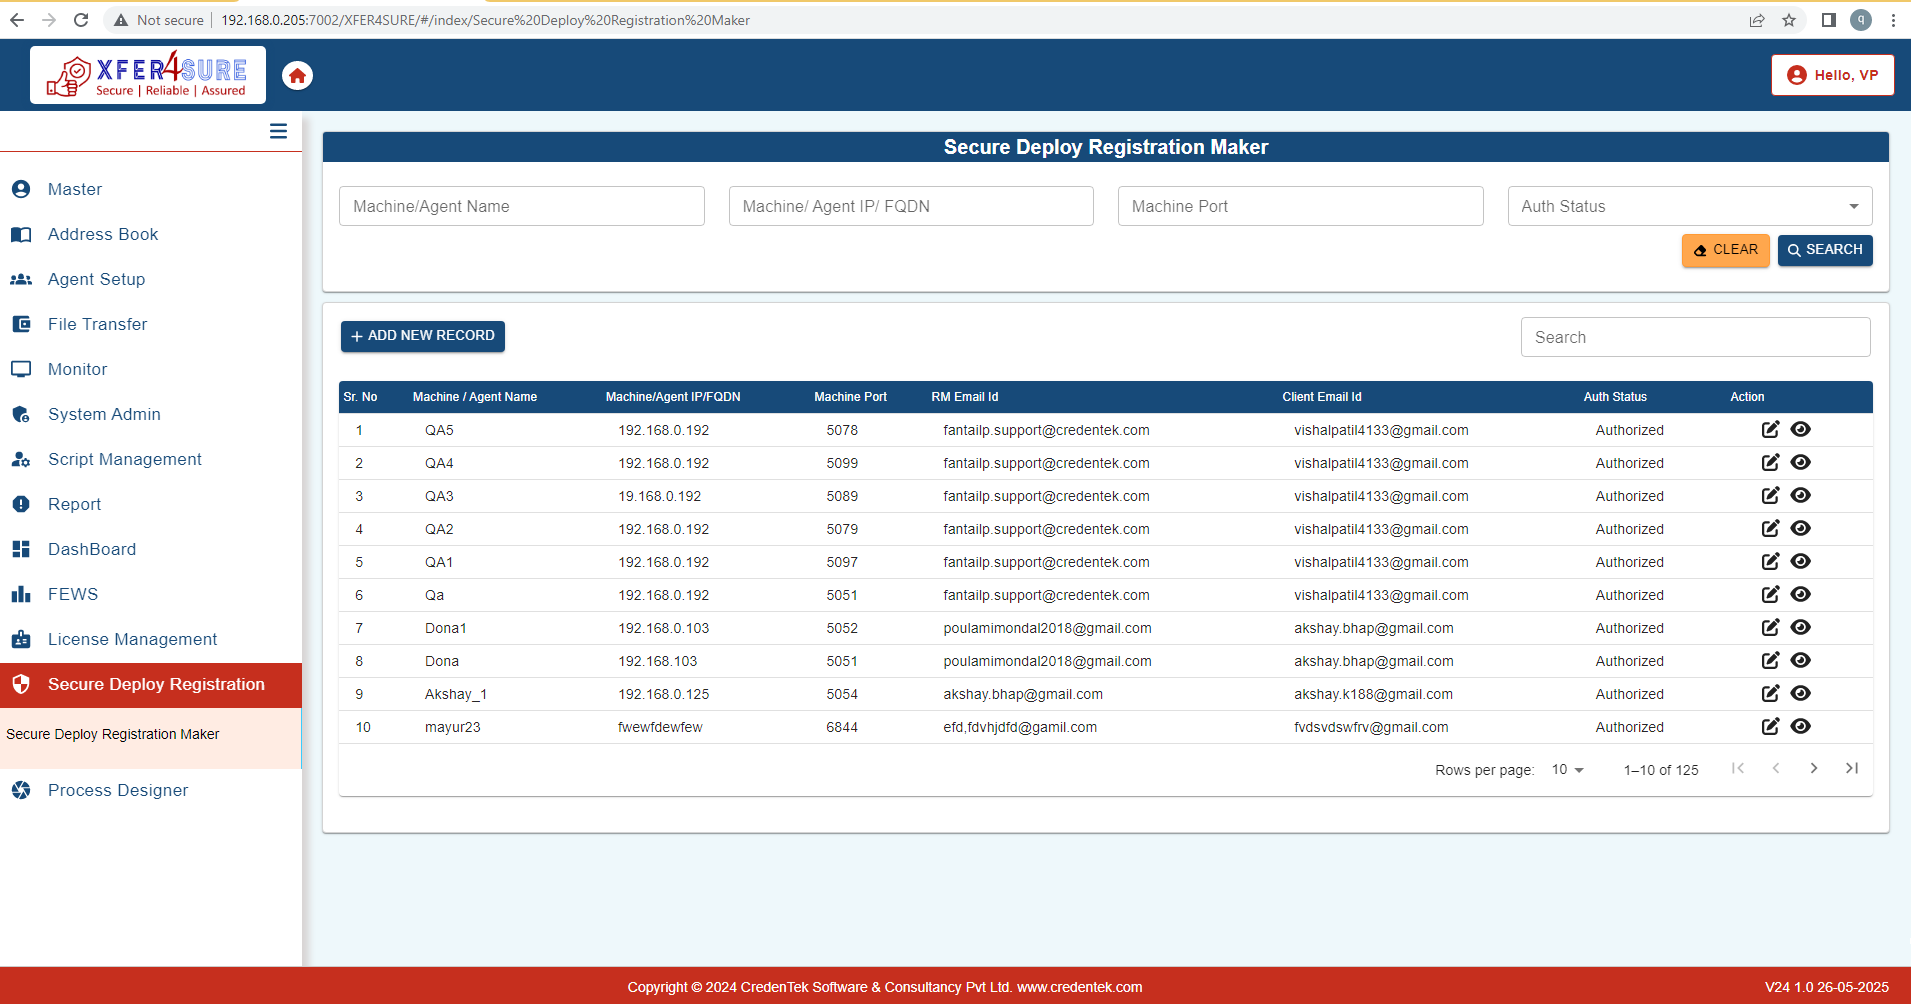 Not secure | 192.168.0.205:7002/XFER4SURE/#/index/Secure%20Deploy%20Registration%20Maker
q
XFER4SURE
Secure | Reliable | Assured
Hello, VP
Master
Address Book
Agent Setup
File Transfer
Monitor
System Admin
Script Management
Report
DashBoard
FEWS
License Management
Secure Deploy Registration
Secure Deploy Registration Maker
Process Designer
Secure Deploy Registration Maker
Machine/Agent Name Machine/ Agent IP/ FQDN Machine Port Auth Status
CLEAR SEARCH
+ ADD NEW RECORD Search
Sr. No Machine / Agent Name Machine/Agent IP/FQDN Machine Port RM Email Id Client Email Id Auth Status Action
1 QA5 192.168.0.192 5078 fantailp.support@credentek.com vishalpatil4133@gmail.com Authorized
2 QA4 192.168.0.192 5099 fantailp.support@credentek.com vishalpatil4133@gmail.com Authorized
3 QA3 19.168.0.192 5089 fantailp.support@credentek.com vishalpatil4133@gmail.com Authorized
4 QA2 192.168.0.192 5079 fantailp.support@credentek.com vishalpatil4133@gmail.com Authorized
5 QA1 192.168.0.192 5097 fantailp.support@credentek.com vishalpatil4133@gmail.com Authorized
6 Qa 192.168.0.192 5051 fantailp.support@credentek.com vishalpatil4133@gmail.com Authorized
7 Dona1 192.168.0.103 5052 poulamimondal2018@gmail.com akshay.bhap@gmail.com Authorized
8 Dona 192.168.103 5051 poulamimondal2018@gmail.com akshay.bhap@gmail.com Authorized
9 Akshay_1 192.168.0.125 5054 akshay.bhap@gmail.com akshay.k188@gmail.com Authorized
10 mayur23 fwewfdewfew 6844 efd,fdvhjdfd@gamil.com fvdsvdswfrv@gmail.com Authorized
Rows per page: 10 1–10 of 125
Copyright © 2024 CredenTek Software & Consultancy Pvt Ltd. www.credentek.com
V24 1.0 26-05-2025